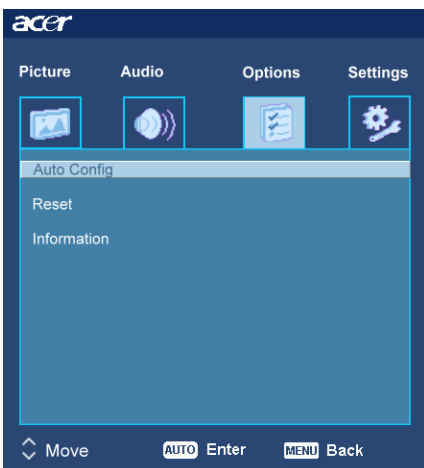 acer
Picture Audio Options Settings
Auto Config
Reset
Information
Move AUTO Enter MENU Back